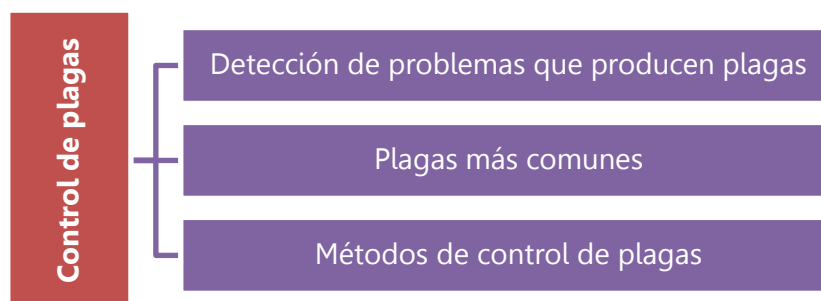 Control de plagas
Detección de problemas que producen plagas
Plagas más comunes
Métodos de control de plagas